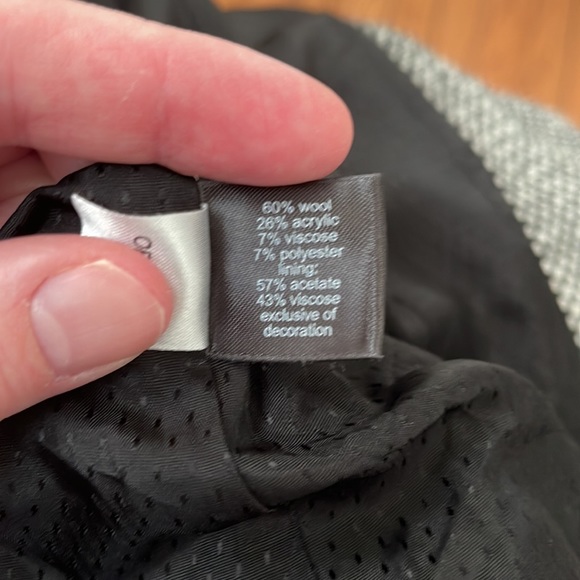 60% wool
26% acrylic
7% viscose
7% polyester
lining:
57% acetate
43% viscose
exclusive of
decoration